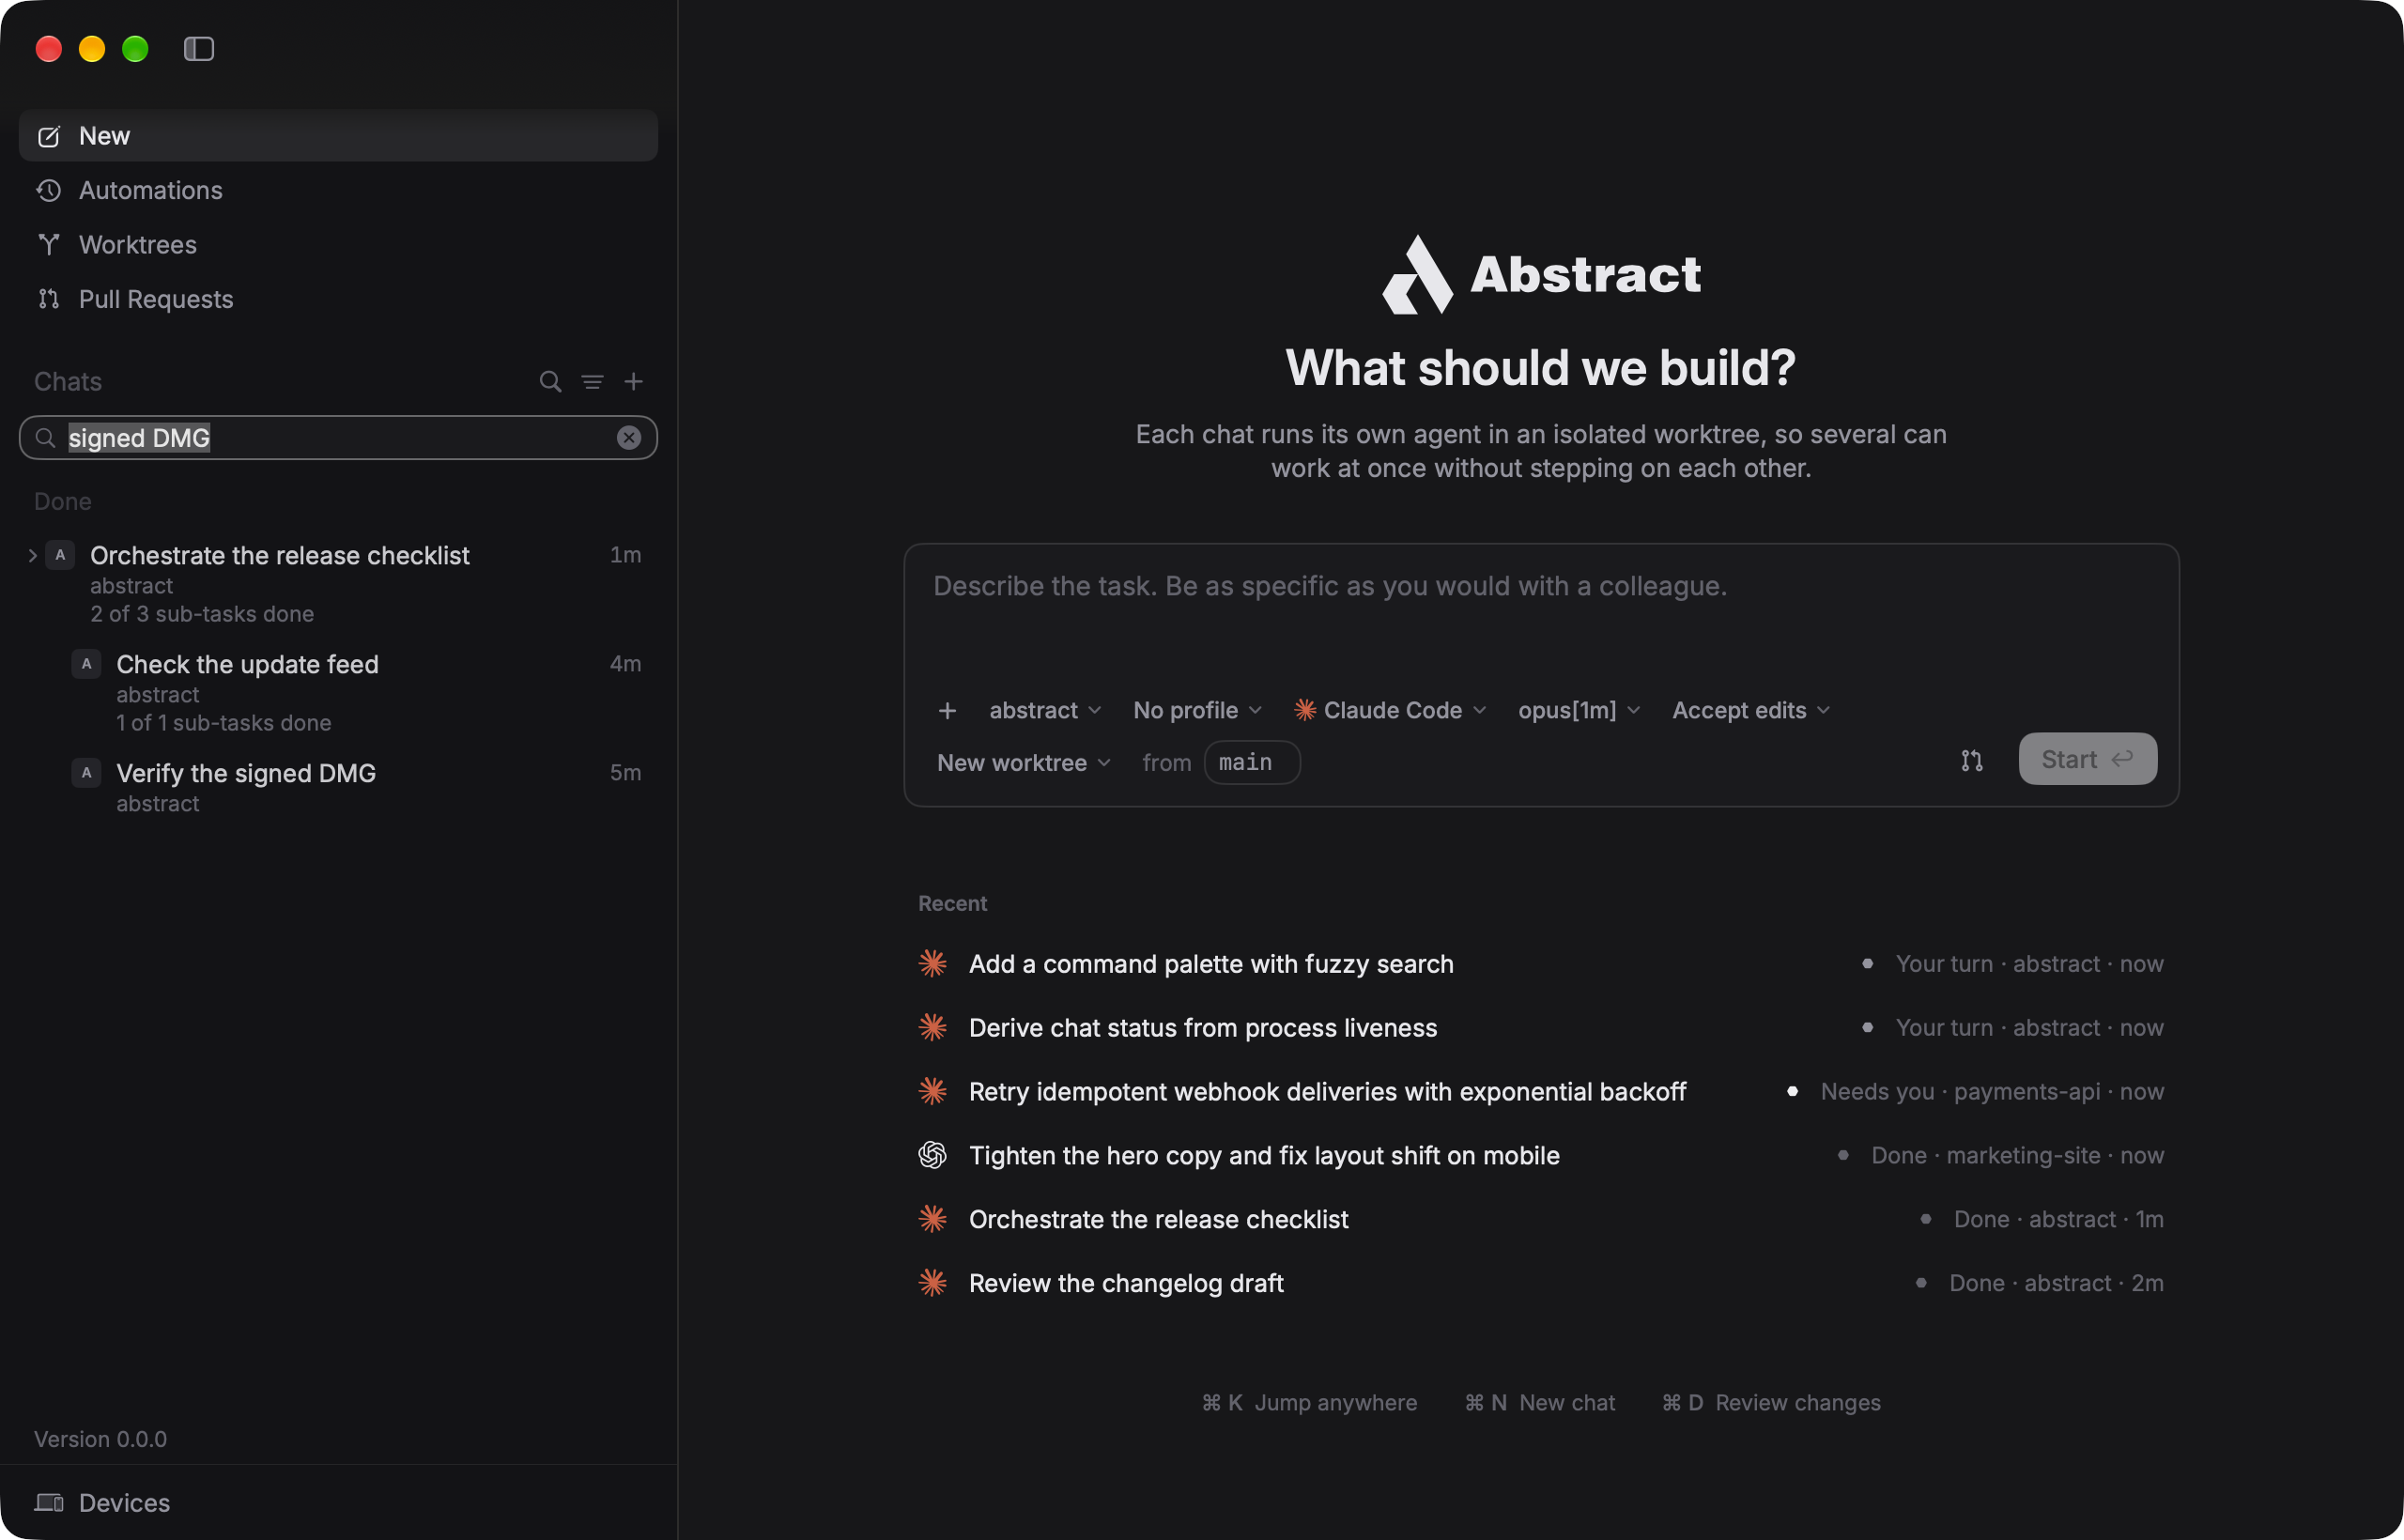 New
Automations
Worktrees
Pull Requests
Chats
signed DMG
Done
A Orchestrate the release checklist 1m
abstract
2 of 3 sub-tasks done
A Check the update feed 4m
abstract
1 of 1 sub-tasks done
A Verify the signed DMG 5m
abstract
Version 0.0.0
Devices
Abstract
What should we build?
Each chat runs its own agent in an isolated worktree, so several can
work at once without stepping on each other.
Describe the task. Be as specific as you would with a colleague.
abstract No profile Claude Code opus[1m] Accept edits
New worktree from main Start
Recent
Add a command palette with fuzzy search Your turn · abstract · now
Derive chat status from process liveness Your turn · abstract · now
Retry idempotent webhook deliveries with exponential backoff Needs you · payments-api · now
Tighten the hero copy and fix layout shift on mobile Done · marketing-site · now
Orchestrate the release checklist Done · abstract · 1m
Review the changelog draft Done · abstract · 2m
⌘ K Jump anywhere ⌘ N New chat ⌘ D Review changes